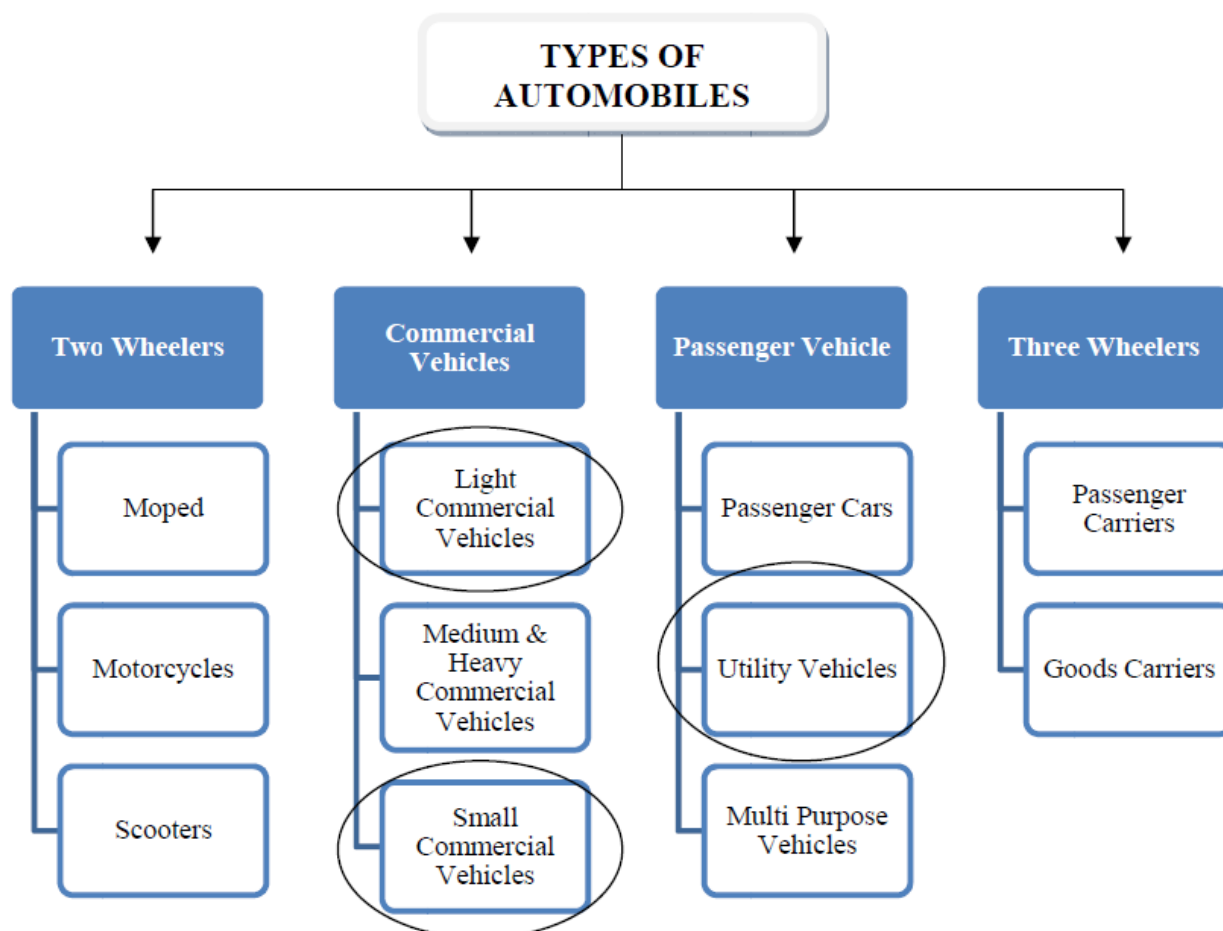 TYPES OF
AUTOMOBILES
Two Wheelers
Moped
Motorcycles
Scooters
Commercial
Vehicles
Light
Commercial
Vehicles
Medium &
Heavy
Commercial
Vehicles
Small
Commercial
Vehicles
Passenger Vehicle
Passenger Cars
Utility Vehicles
Multi Purpose
Vehicles
Three Wheelers
Passenger
Carriers
Goods Carriers